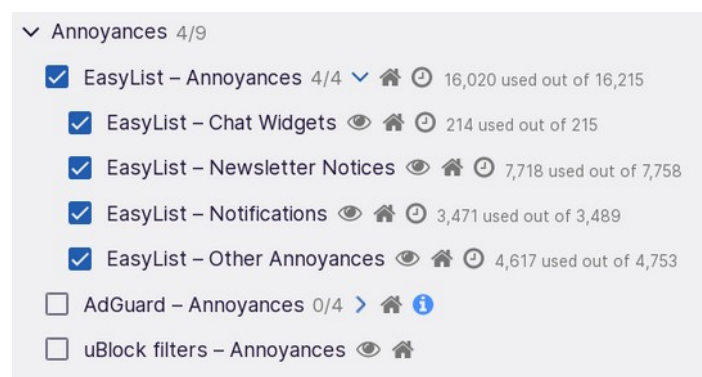 Annoyances 4/9
EasyList – Annoyances 4/4 16,020 used out of 16,215
EasyList – Chat Widgets 214 used out of 215
EasyList – Newsletter Notices 7,718 used out of 7,758
EasyList – Notifications 3,471 used out of 3,489
EasyList – Other Annoyances 4,617 used out of 4,753
AdGuard – Annoyances 0/4
uBlock filters – Annoyances